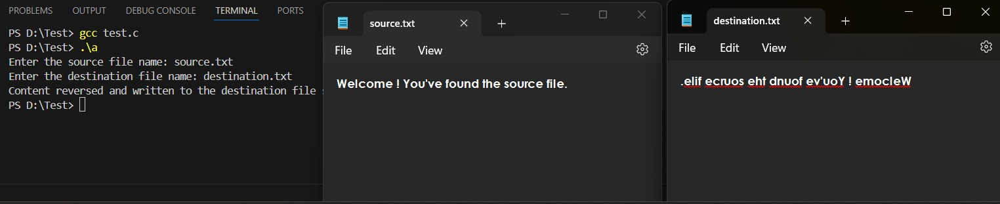 PROBLEMS OUTPUT DEBUG CONSOLE TERMINAL PORTS
PS D:\Test> gcc test.c
PS D:\Test> .\a
Enter the source file name: source.txt
Enter the destination file name: destination.txt
Content reversed and written to the destination file
PS D:\Test>
source.txt
File Edit View
Welcome ! You've found the source file.
destination.txt
File Edit View
.elif ecruos eht dnuof ev'uoY ! emocleW